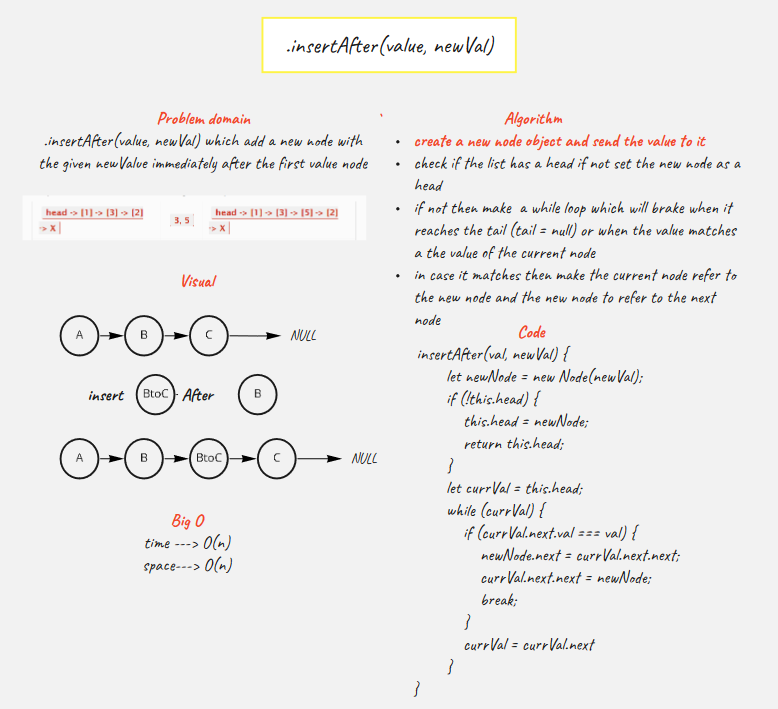 .insertAfter(value, newVal)
Problem domain
.insertAfter(value, newVal) which add a new node with
the given newValue immediately after the first value node
head -> [1] -> [3] -> [2]
-> X
3, 5
head -> [1] -> [3] -> [5] -> [2]
-> X
Visual
A
B
C
NULL
insert
BtoC
After
B
A
B
BtoC
C
NULL
Big O
time ---> O(n)
space---> O(n)
Algorithm
• create a new node object and send the value to it
• check if the list has a head if not set the new node as a
head
• if not then make a while loop which will brake when it
reaches the tail (tail = null) or when the value matches
a the value of the current node
• in case it matches then make the current node refer to
the new node and the new node to refer to the next
node
Code
insertAfter(val, newVal) {
let newNode = new Node(newVal);
if (!this.head) {
this.head = newNode;
return this.head;
}
let currVal = this.head;
while (currVal) {
if (currVal.next.val === val) {
newNode.next = currVal.next.next;
currVal.next.next = newNode;
break;
}
currVal = currVal.next
}
}